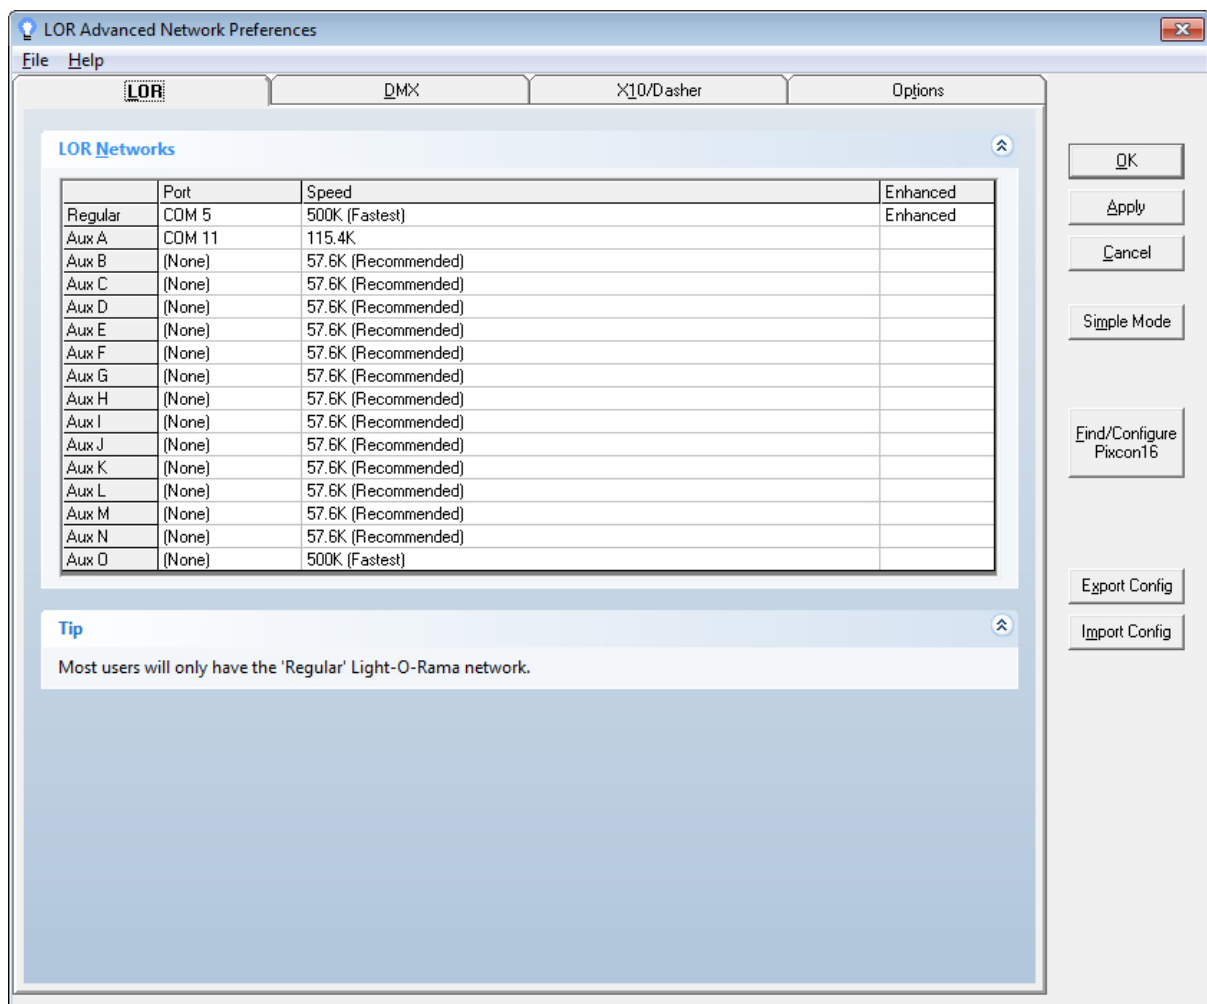 LOR Advanced Network Preferences
File Help
LOR DMX X10/Dasher Options
LOR Networks
Port Speed Enhanced
Regular COM 5 500K (Fastest) Enhanced
Aux A COM 11 115.4K
Aux B (None) 57.6K (Recommended)
Aux C (None) 57.6K (Recommended)
Aux D (None) 57.6K (Recommended)
Aux E (None) 57.6K (Recommended)
Aux F (None) 57.6K (Recommended)
Aux G (None) 57.6K (Recommended)
Aux H (None) 57.6K (Recommended)
Aux I (None) 57.6K (Recommended)
Aux J (None) 57.6K (Recommended)
Aux K (None) 57.6K (Recommended)
Aux L (None) 57.6K (Recommended)
Aux M (None) 57.6K (Recommended)
Aux N (None) 57.6K (Recommended)
Aux O (None) 500K (Fastest)
Tip
Most users will only have the 'Regular' Light-O-Rama network.
OK
Apply
Cancel
Simple Mode
Find/Configure
Pixcon16
Export Config
Import Config